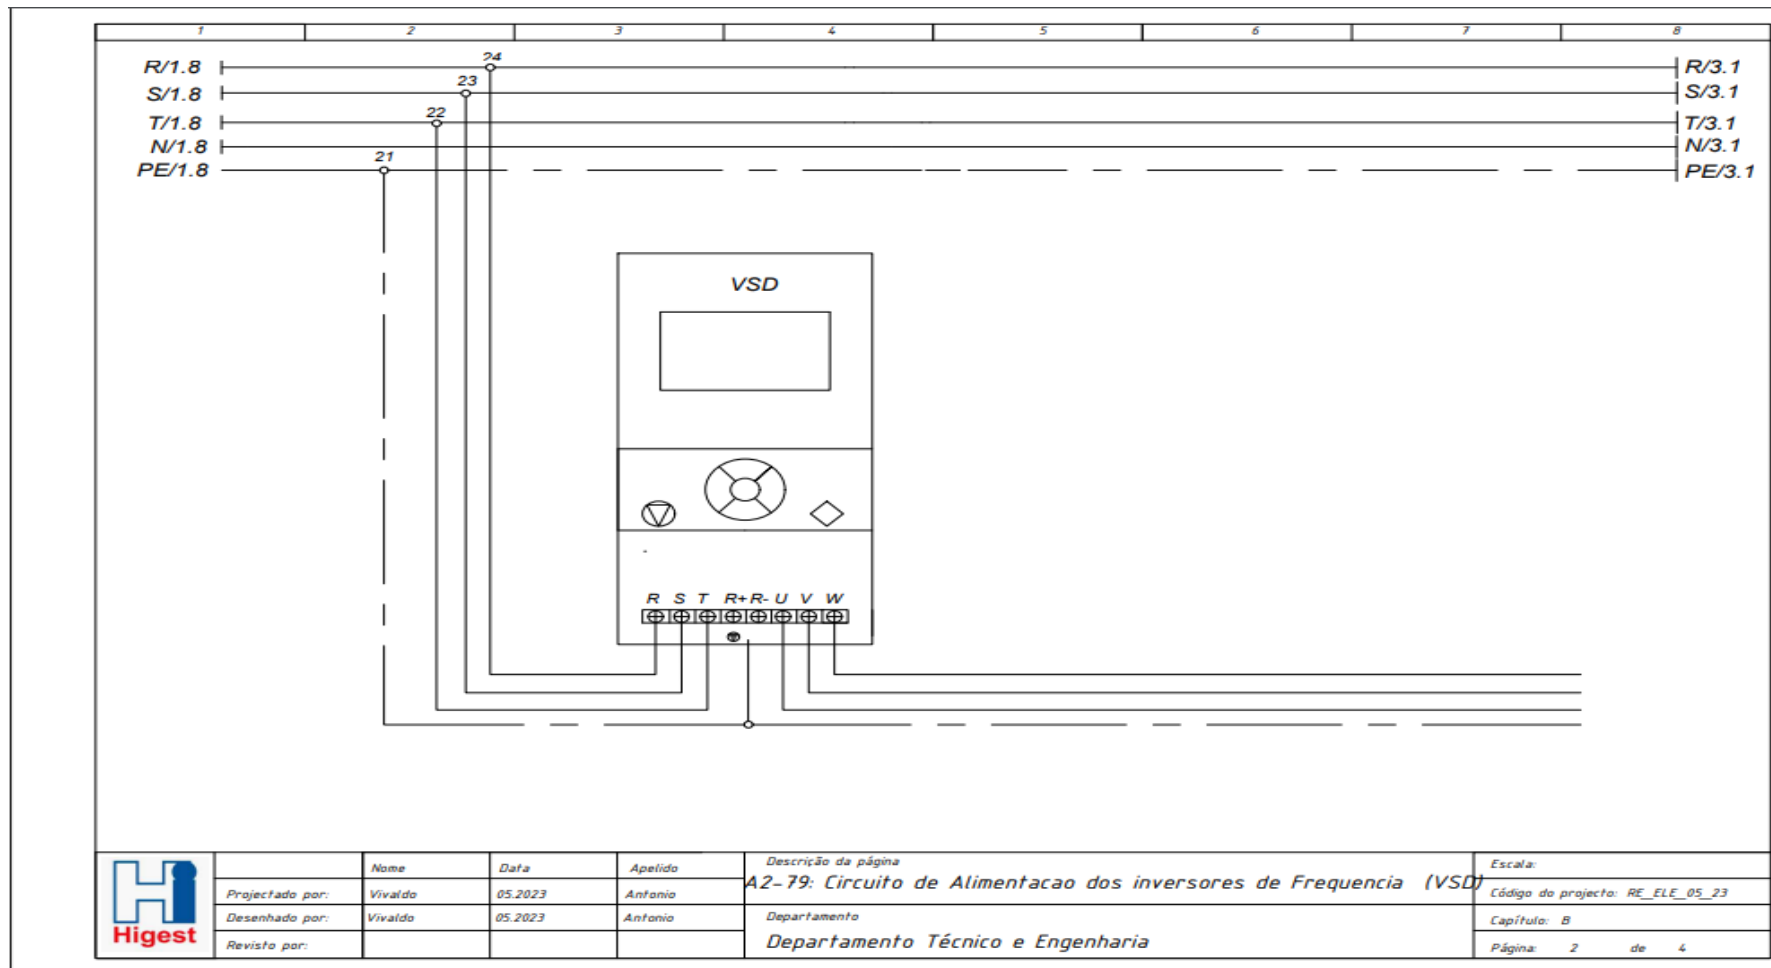 1 2 3 4 5 6 7 8
R/1.8 24 R/3.1
S/1.8 23 S/3.1
T/1.8 22 T/3.1
N/1.8 N/3.1
PE/1.8 21 PE/3.1
VSD
R S T R+ R- U V W
Higest
Nome Data Apelido
Projectado por: Vivaldo 05.2023 Antonio
Desenhado por: Vivaldo 05.2023 Antonio
Revisto por:
Descrição da página
A2-79: Circuito de Alimentacao dos inversores de Frequencia (VSD)
Departamento
Departamento Técnico e Engenharia
Escala:
Código do projecto: RE_ELE_05_23
Capítulo: B
Página: 2 de 4